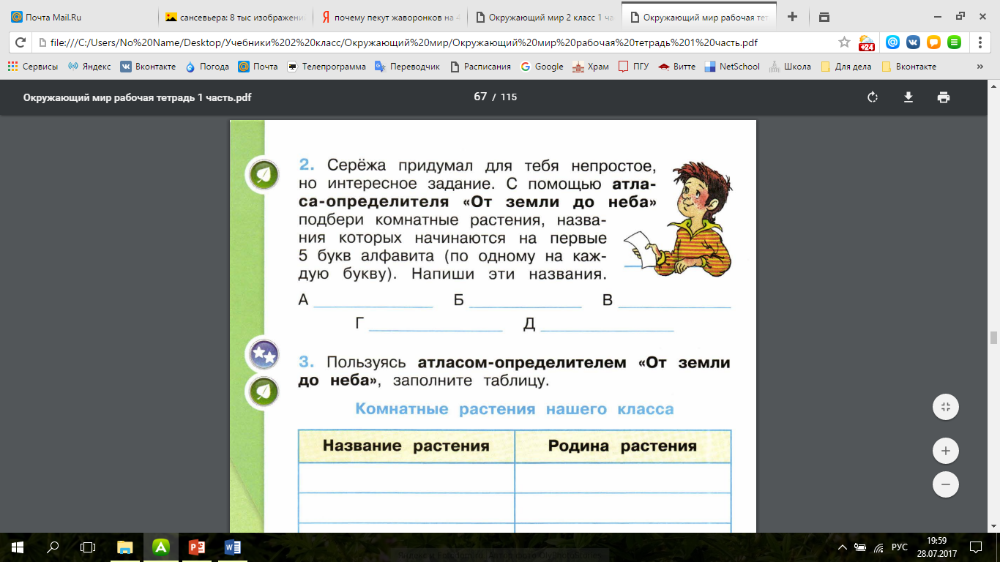 Почта Mail.Ru
сансевьера: 8 тыс изображени
почему пекут жаворонков на 4
Окружающий мир 2 класс 1 ча
Окружающий мир рабочая тет
file:///C:/Users/No%20Name/Desktop/Учебники%202%20класс/Окружающий%20мир/Окружающий%20мир%20рабочая%20тетрадь%201%20часть.pdf
+24
Сервисы Яндекс Вконтакте Погода Почта Телепрограмма Переводчик Расписания Google Храм ПГУ Витте NetSchool Школа Для дела Вконтакте »
Окружающий мир рабочая тетрадь 1 часть.pdf
67 / 115
2. Серёжа придумал для тебя непростое,
но интересное задание. С помощью атла-
са-определителя «От земли до неба»
подбери комнатные растения, назва-
ния которых начинаются на первые
5 букв алфавита (по одному на каж-
дую букву). Напиши эти названия.
А Б В
Г Д
3. Пользуясь атласом-определителем «От земли
до неба», заполните таблицу.
Комнатные растения нашего класса
Название растения Родина растения
РУС
19:59
28.07.2017